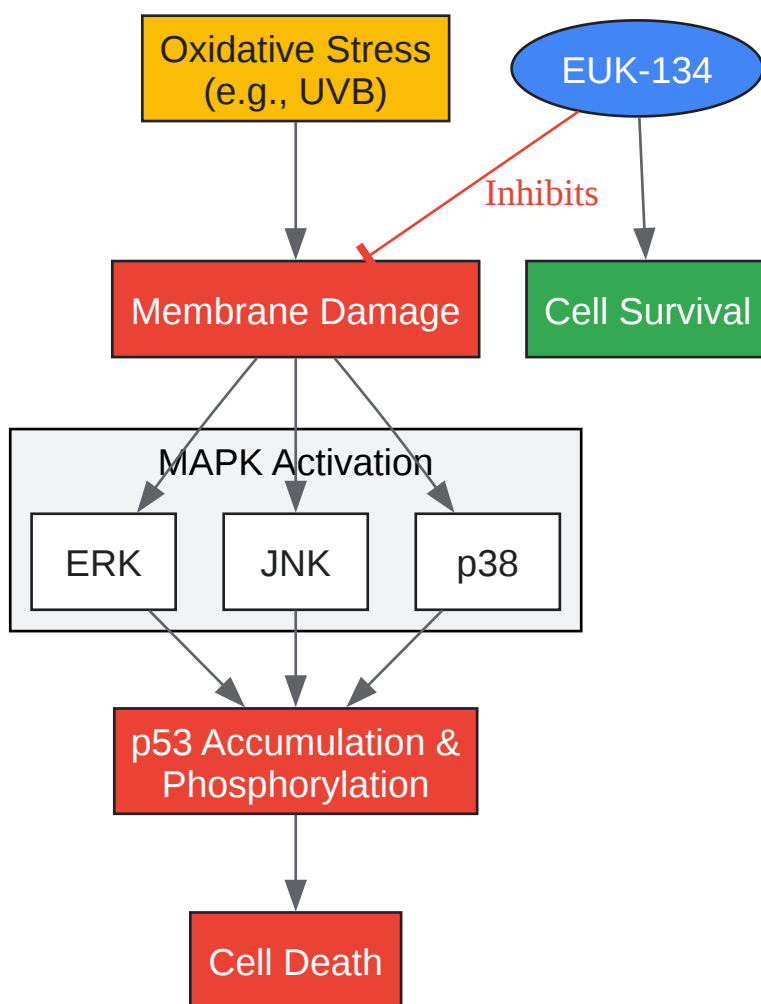 Oxidative Stress
(e.g., UVB)
EUK-134
Inhibits
Membrane Damage
Cell Survival
MAPK Activation
ERK
JNK
p38
p53 Accumulation &
Phosphorylation
Cell Death